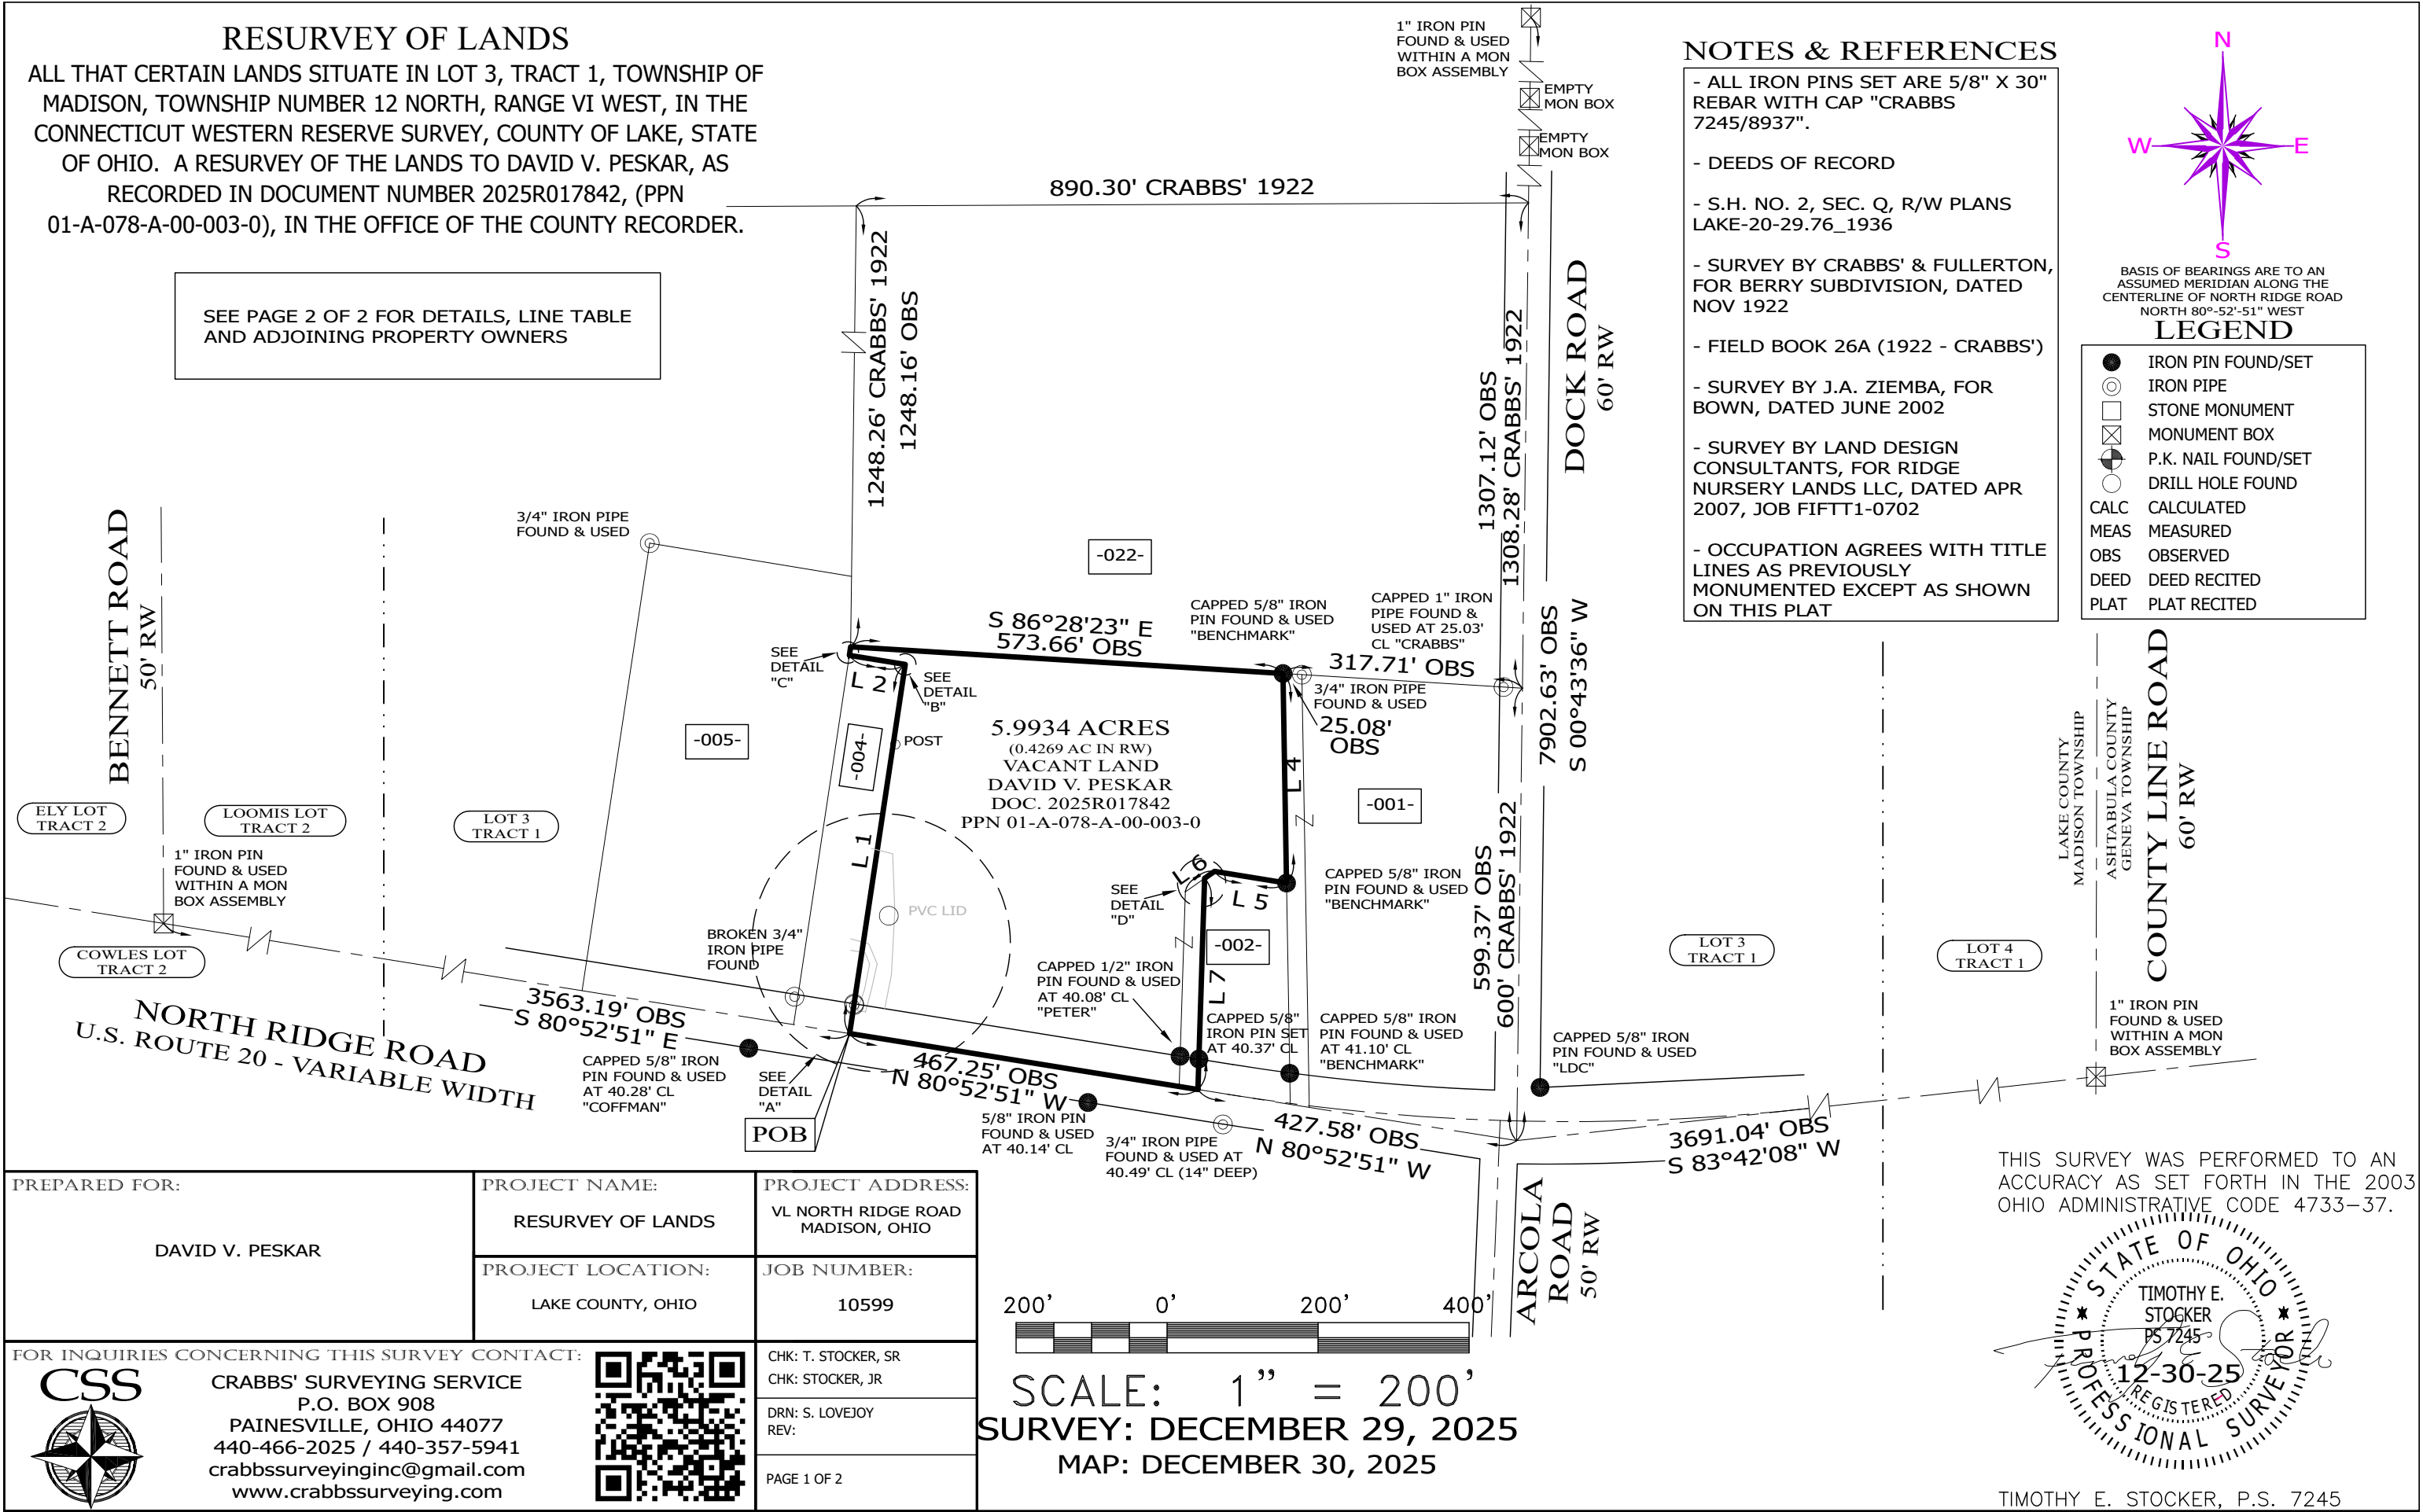 RESURVEY OF LANDS
ALL THAT CERTAIN LANDS SITUATE IN LOT 3, TRACT 1, TOWNSHIP OF
MADISON, TOWNSHIP NUMBER 12 NORTH, RANGE VI WEST, IN THE
CONNECTICUT WESTERN RESERVE SURVEY, COUNTY OF LAKE, STATE
OF OHIO. A RESURVEY OF THE LANDS TO DAVID V. PESKAR, AS
RECORDED IN DOCUMENT NUMBER 2025R017842, (PPN
01-A-078-A-00-003-0), IN THE OFFICE OF THE COUNTY RECORDER.
SEE PAGE 2 OF 2 FOR DETAILS, LINE TABLE
AND ADJOINING PROPERTY OWNERS
1" IRON PIN
FOUND & USED
WITHIN A MON
BOX ASSEMBLY
EMPTY
MON BOX
EMPTY
MON BOX
890.30' CRABBS' 1922
1248.26' CRABBS' 1922
1248.16' OBS
1307.12' OBS
1308.28' CRABBS' 1922
DOCK ROAD
60' RW
7902.63' OBS
S 00°43'36" W
NOTES & REFERENCES
- ALL IRON PINS SET ARE 5/8" X 30"
REBAR WITH CAP "CRABBS
7245/8937".
- DEEDS OF RECORD
- S.H. NO. 2, SEC. Q, R/W PLANS
LAKE-20-29.76_1936
- SURVEY BY CRABBS' & FULLERTON,
FOR BERRY SUBDIVISION, DATED
NOV 1922
- FIELD BOOK 26A (1922 - CRABBS')
- SURVEY BY J.A. ZIEMBA, FOR
BOWN, DATED JUNE 2002
- SURVEY BY LAND DESIGN
CONSULTANTS, FOR RIDGE
NURSERY LANDS LLC, DATED APR
2007, JOB FIFTT1-0702
- OCCUPATION AGREES WITH TITLE
LINES AS PREVIOUSLY
MONUMENTED EXCEPT AS SHOWN
ON THIS PLAT
N
W
E
S
BASIS OF BEARINGS ARE TO AN
ASSUMED MERIDIAN ALONG THE
CENTERLINE OF NORTH RIDGE ROAD
NORTH 80°-52'-51" WEST
LEGEND
IRON PIN FOUND/SET
IRON PIPE
STONE MONUMENT
MONUMENT BOX
P.K. NAIL FOUND/SET
DRILL HOLE FOUND
CALC CALCULATED
MEAS MEASURED
OBS OBSERVED
DEED DEED RECITED
PLAT PLAT RECITED
BENNETT ROAD
50' RW
3/4" IRON PIPE
FOUND & USED
-022-
S 86°28'23" E
573.66' OBS
CAPPED 5/8" IRON
PIN FOUND & USED
"BENCHMARK"
CAPPED 1" IRON
PIPE FOUND &
USED AT 25.03'
CL "CRABBS"
317.71' OBS
3/4" IRON PIPE
FOUND & USED
25.08'
OBS
SEE
DETAIL
"C"
L 2
SEE
DETAIL
"B"
-005-
-004-
POST
5.9934 ACRES
(0.4269 AC IN RW)
VACANT LAND
DAVID V. PESKAR
DOC. 2025R017842
PPN 01-A-078-A-00-003-0
L 4
-001-
L 1
L 6
L 5
SEE
DETAIL
"D"
CAPPED 5/8" IRON
PIN FOUND & USED
"BENCHMARK"
-002-
L 7
PVC LID
599.37' OBS
600' CRABBS' 1922
ELY LOT
TRACT 2
LOOMIS LOT
TRACT 2
LOT 3
TRACT 1
1" IRON PIN
FOUND & USED
WITHIN A MON
BOX ASSEMBLY
COWLES LOT
TRACT 2
BROKEN 3/4"
IRON PIPE
FOUND
CAPPED 1/2" IRON
PIN FOUND & USED
AT 40.08' CL
"PETER"
CAPPED 5/8"
IRON PIN SET
AT 40.37' CL
CAPPED 5/8" IRON
PIN FOUND & USED
AT 41.10' CL
"BENCHMARK"
CAPPED 5/8" IRON
PIN FOUND & USED
"LDC"
LOT 3
TRACT 1
LOT 4
TRACT 1
LAKE COUNTY
MADISON TOWNSHIP
ASHTABULA COUNTY
GENEVA TOWNSHIP
COUNTY LINE ROAD
60' RW
1" IRON PIN
FOUND & USED
WITHIN A MON
BOX ASSEMBLY
NORTH RIDGE ROAD
U.S. ROUTE 20 - VARIABLE WIDTH
3563.19' OBS
S 80°52'51" E
CAPPED 5/8" IRON
PIN FOUND & USED
AT 40.28' CL
"COFFMAN"
SEE
DETAIL
"A"
POB
467.25' OBS
N 80°52'51" W
5/8" IRON PIN
FOUND & USED
AT 40.14' CL
3/4" IRON PIPE
FOUND & USED AT
40.49' CL (14" DEEP)
427.58' OBS
N 80°52'51" W
3691.04' OBS
S 83°42'08" W
ARCOLA
ROAD
50' RW
PREPARED FOR:
DAVID V. PESKAR
PROJECT NAME:
RESURVEY OF LANDS
PROJECT ADDRESS:
VL NORTH RIDGE ROAD
MADISON, OHIO
PROJECT LOCATION:
LAKE COUNTY, OHIO
JOB NUMBER:
10599
FOR INQUIRIES CONCERNING THIS SURVEY CONTACT:
CSS
CRABBS' SURVEYING SERVICE
P.O. BOX 908
PAINESVILLE, OHIO 44077
440-466-2025 / 440-357-5941
crabbssurveyinginc@gmail.com
www.crabbssurveying.com
CHK: T. STOCKER, SR
CHK: STOCKER, JR
DRN: S. LOVEJOY
REV:
PAGE 1 OF 2
200' 0' 200' 400'
SCALE: 1" = 200'
SURVEY: DECEMBER 29, 2025
MAP: DECEMBER 30, 2025
THIS SURVEY WAS PERFORMED TO AN
ACCURACY AS SET FORTH IN THE 2003
OHIO ADMINISTRATIVE CODE 4733-37.
STATE OF OHIO
TIMOTHY E.
STOCKER
PS 7245
12-30-25
REGISTERED
PROFESSIONAL SURVEYOR
TIMOTHY E. STOCKER, P.S. 7245